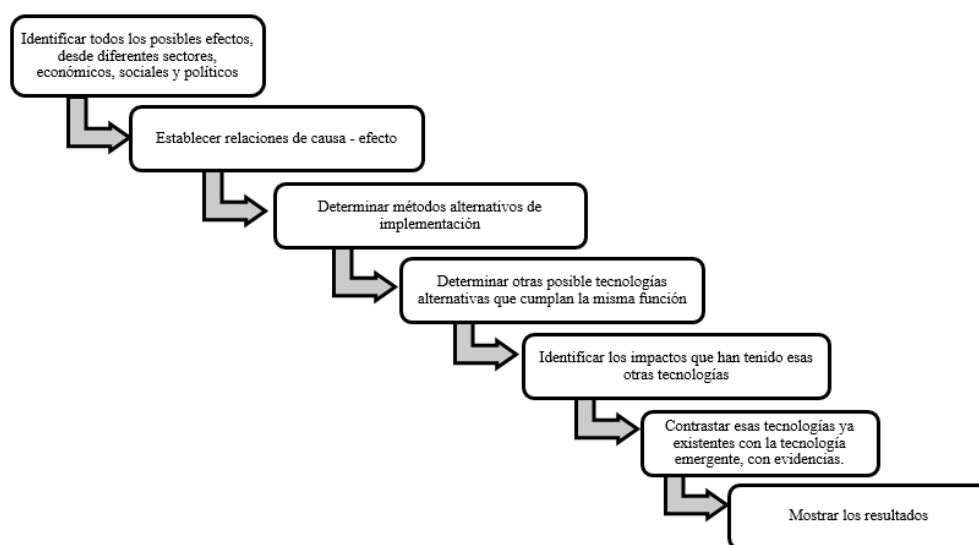 Identificar todos los posibles efectos,
desde diferentes sectores,
económicos, sociales y políticos
Establecer relaciones de causa - efecto
Determinar métodos alternativos de
implementación
Determinar otras posible tecnologías
alternativas que cumplan la misma función
Identificar los impactos que han tenido esas
otras tecnologías
Contrastar esas tecnologías ya
existentes con la tecnología
emergente, con evidencias.
Mostrar los resultados